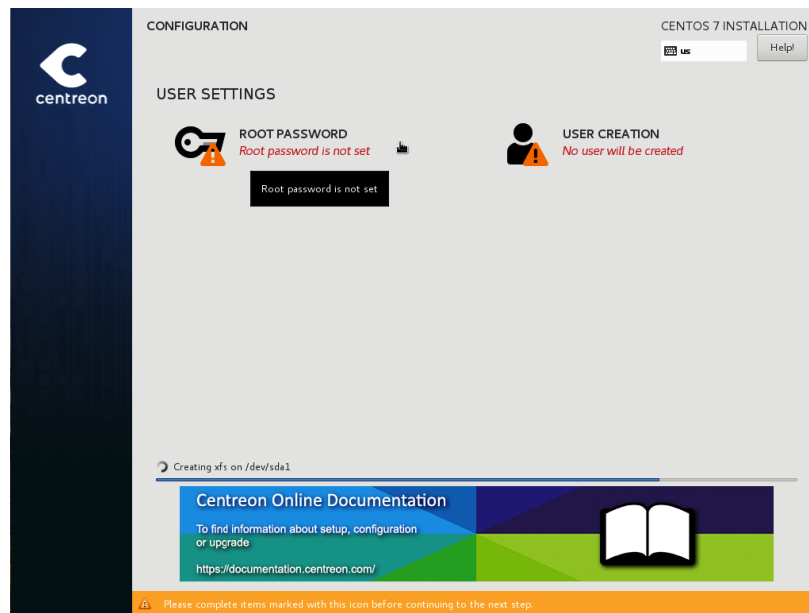 centreon
CONFIGURATION
CENTOS 7 INSTALLATION
us
Help!
USER SETTINGS
ROOT PASSWORD
Root password is not set
USER CREATION
No user will be created
Root password is not set
Creating xfs on /dev/sda1
Centreon Online Documentation
To find information about setup, configuration
or upgrade
https://documentation.centreon.com/
Please complete items marked with this icon before continuing to the next step.